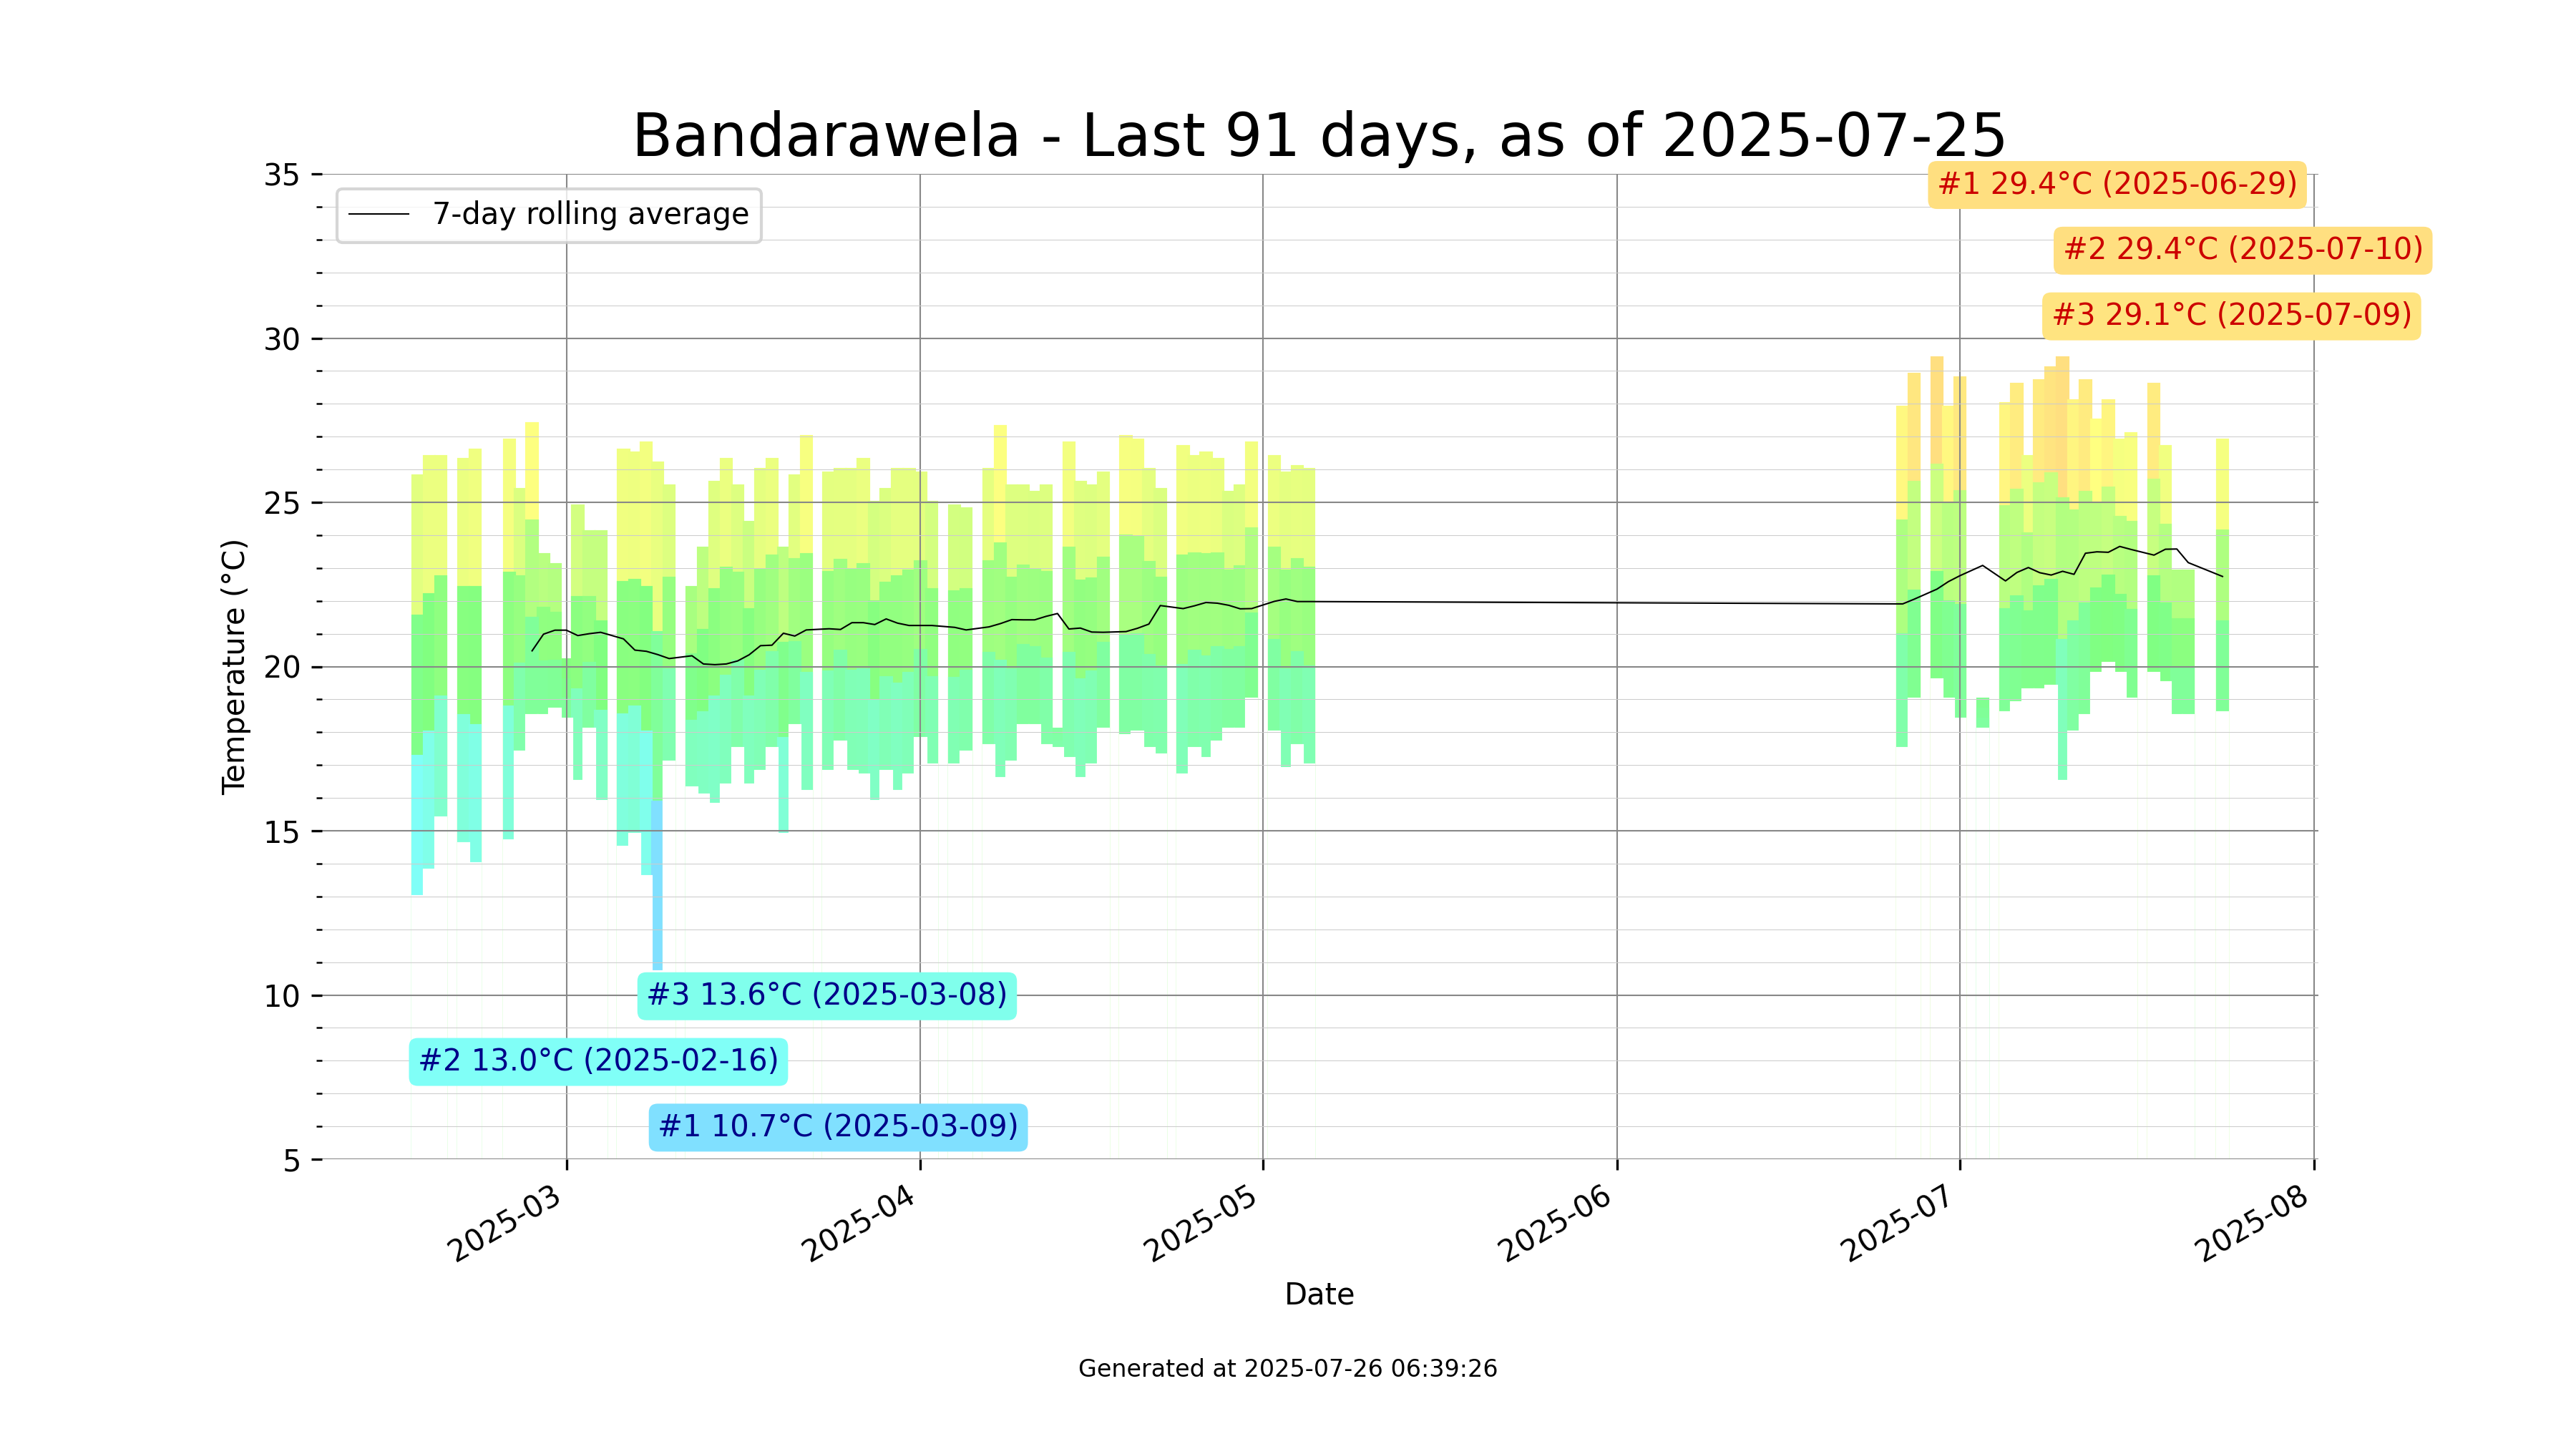 Bandarawela - Last 91 days, as of 2025-07-25
7-day rolling average
#1 29.4°C (2025-06-29)
#2 29.4°C (2025-07-10)
#3 29.1°C (2025-07-09)
35
30
25
20
15
10
5
Temperature (°C)
#3 13.6°C (2025-03-08)
#2 13.0°C (2025-02-16)
#1 10.7°C (2025-03-09)
2025-03
2025-04
2025-05
2025-06
2025-07
2025-08
Date
Generated at 2025-07-26 06:39:26